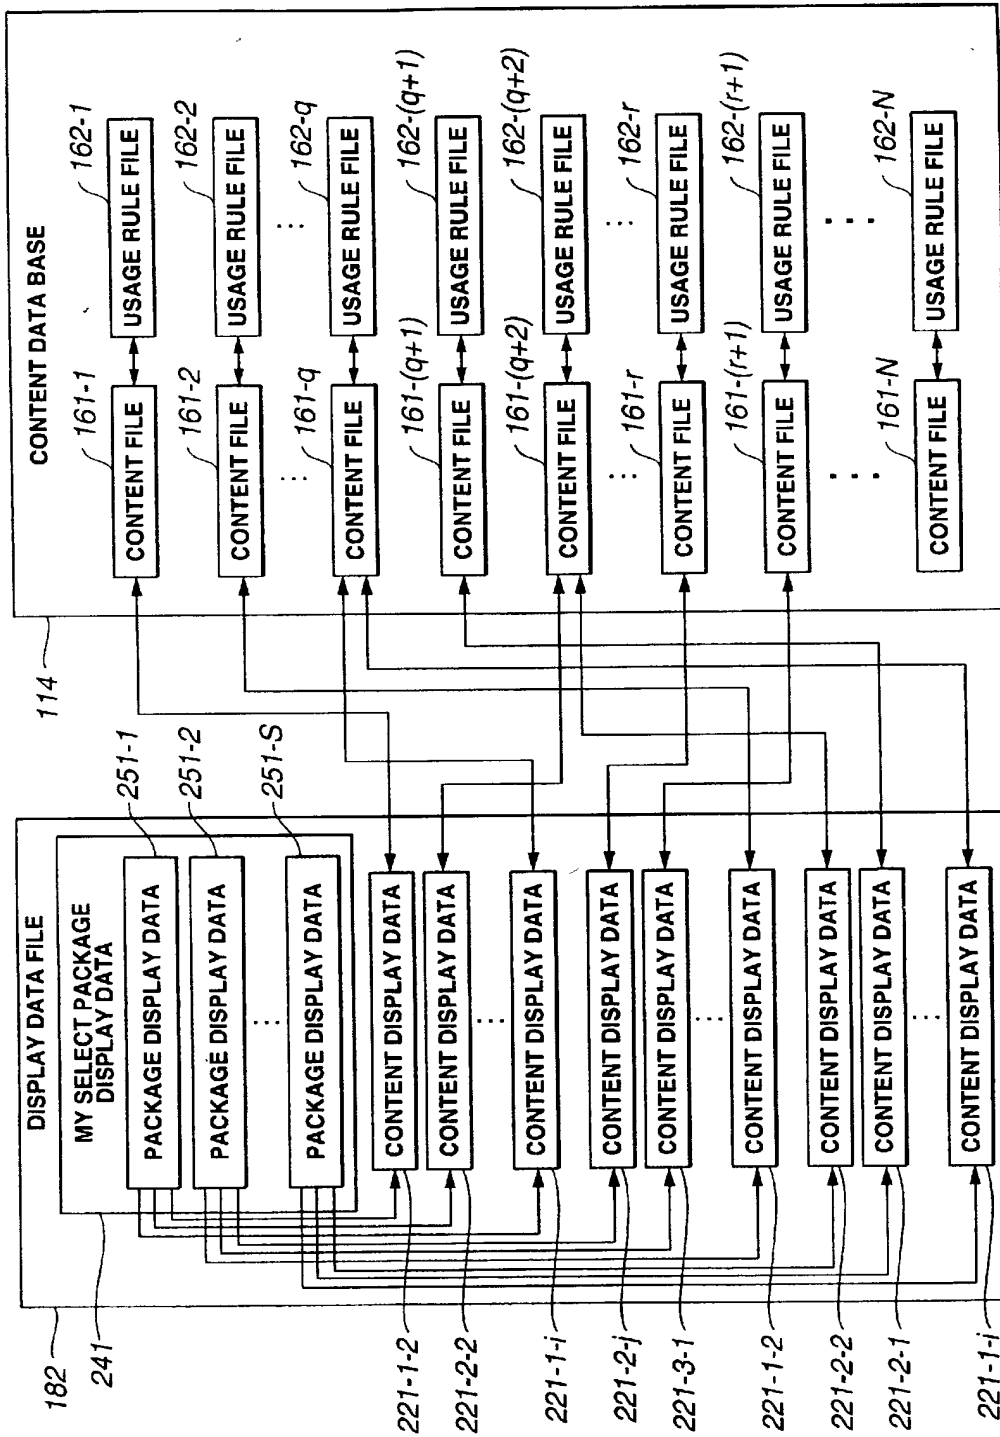 DISPLAY DATA FILE
MY SELECT PACKAGE
DISPLAY DATA
PACKAGE DISPLAY DATA
PACKAGE DISPLAY DATA
...
PACKAGE DISPLAY DATA
CONTENT DISPLAY DATA
CONTENT DISPLAY DATA
...
CONTENT DISPLAY DATA
CONTENT DISPLAY DATA
CONTENT DISPLAY DATA
...
CONTENT DISPLAY DATA
CONTENT DISPLAY DATA
CONTENT DISPLAY DATA
...
CONTENT DISPLAY DATA
182
241
221-1-2
221-2-2
221-1-i
221-2-j
221-3-1
221-1-2
221-2-2
221-2-1
221-1-i
251-1
251-2
251-S
114
CONTENT DATA BASE
161-1
162-1
CONTENT FILE
USAGE RULE FILE
161-2
162-2
CONTENT FILE
USAGE RULE FILE
...
...
161-q
162-q
CONTENT FILE
USAGE RULE FILE
161-(q+1)
162-(q+1)
CONTENT FILE
USAGE RULE FILE
161-(q+2)
162-(q+2)
CONTENT FILE
USAGE RULE FILE
...
...
161-r
162-r
CONTENT FILE
USAGE RULE FILE
161-(r+1)
162-(r+1)
CONTENT FILE
USAGE RULE FILE
...
...
161-N
162-N
CONTENT FILE
USAGE RULE FILE